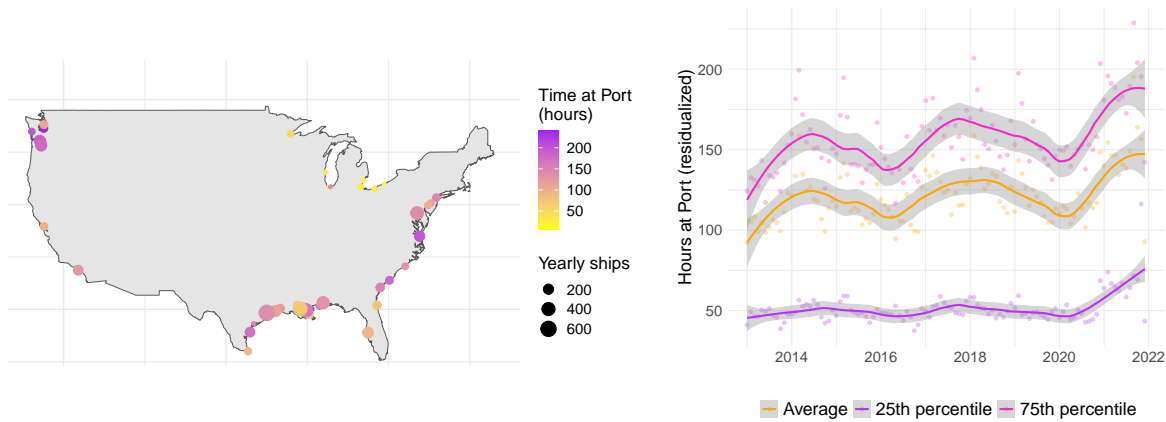 Time at Port
(hours)
200
150
100
50
Yearly ships
200
400
600
Hours at Port (residualized)
200
150
100
50
2014 2016 2018 2020 2022
Average 25th percentile 75th percentile